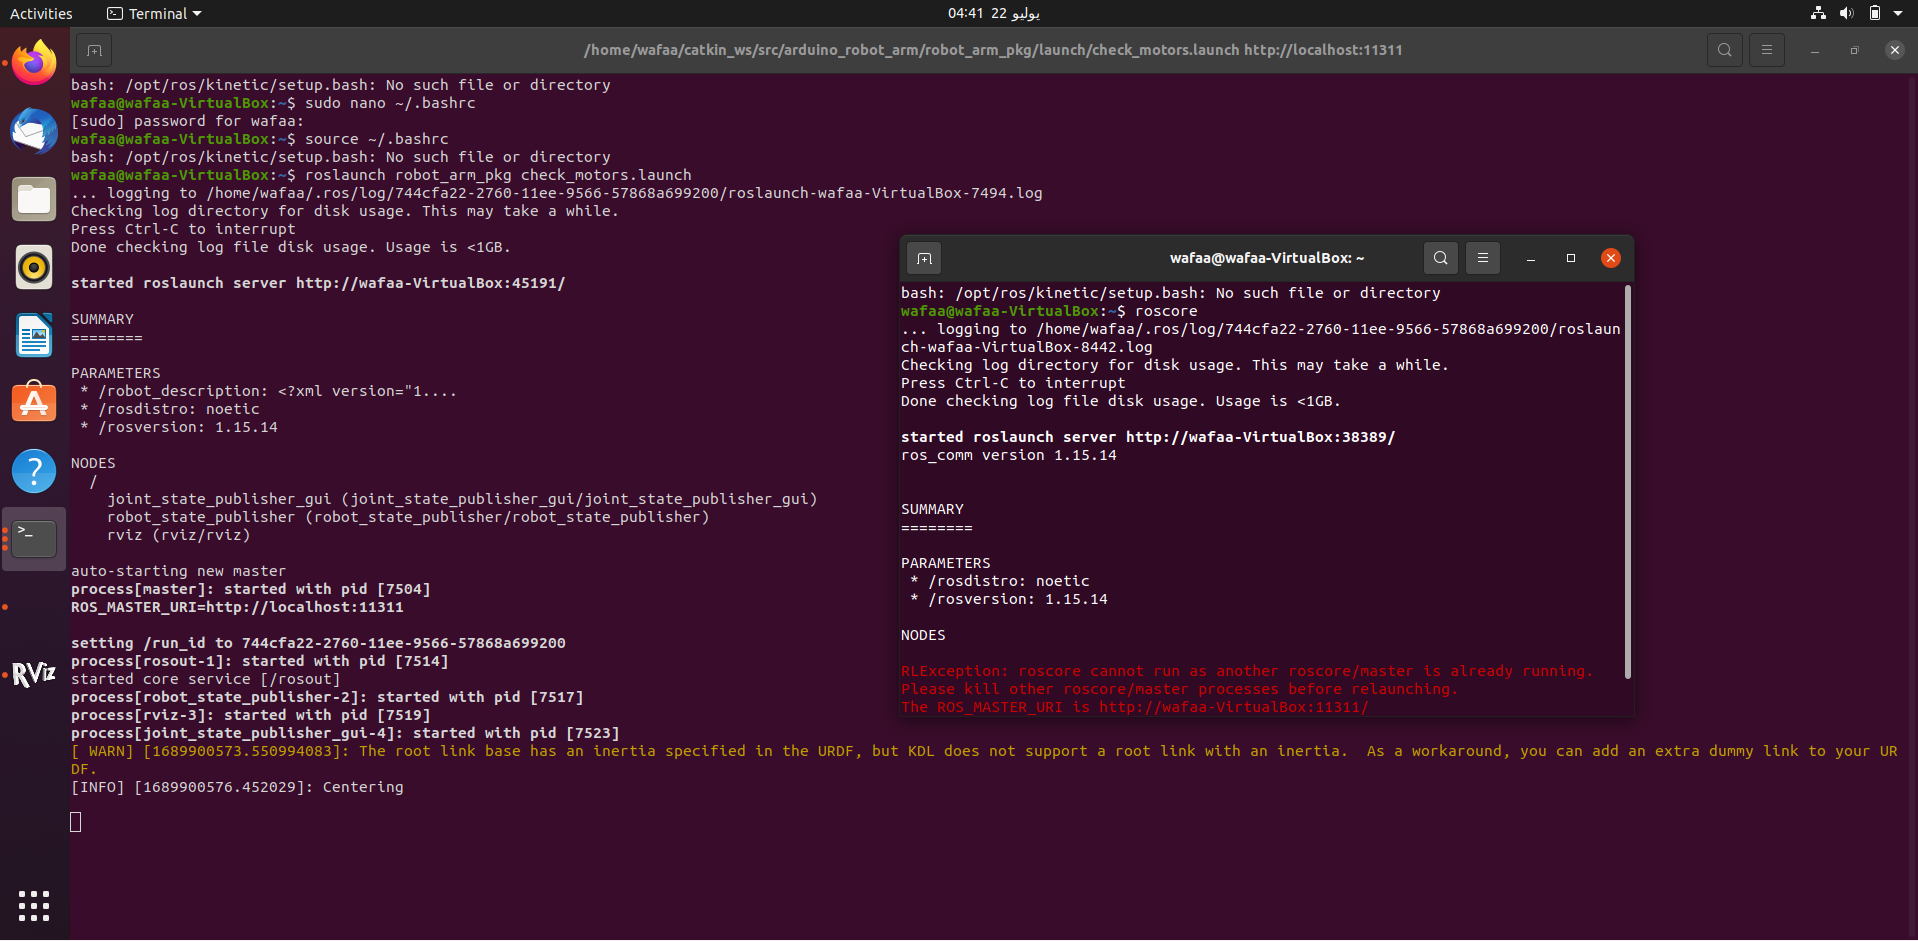 Activities
Terminal
04:41 22 يوليو
/home/wafaa/catkin_ws/src/arduino_robot_arm/robot_arm_pkg/launch/check_motors.launch http://localhost:11311
bash: /opt/ros/kinetic/setup.bash: No such file or directory
wafaa@wafaa-VirtualBox:~$ sudo nano ~/.bashrc
[sudo] password for wafaa:
wafaa@wafaa-VirtualBox:~$ source ~/.bashrc
bash: /opt/ros/kinetic/setup.bash: No such file or directory
wafaa@wafaa-VirtualBox:~$ roslaunch robot_arm_pkg check_motors.launch
... logging to /home/wafaa/.ros/log/744cfa22-2760-11ee-9566-57868a699200/roslaunch-wafaa-VirtualBox-7494.log
Checking log directory for disk usage. This may take a while.
Press Ctrl-C to interrupt
Done checking log file disk usage. Usage is <1GB.
started roslaunch server http://wafaa-VirtualBox:45191/
SUMMARY
========
PARAMETERS
* /robot_description: <?xml version="1....
* /rosdistro: noetic
* /rosversion: 1.15.14
NODES
/
joint_state_publisher_gui (joint_state_publisher_gui/joint_state_publisher_gui)
robot_state_publisher (robot_state_publisher/robot_state_publisher)
rviz (rviz/rviz)
auto-starting new master
process[master]: started with pid [7504]
ROS_MASTER_URI=http://localhost:11311
setting /run_id to 744cfa22-2760-11ee-9566-57868a699200
process[rosout-1]: started with pid [7514]
started core service [/rosout]
process[robot_state_publisher-2]: started with pid [7517]
process[rviz-3]: started with pid [7519]
process[joint_state_publisher_gui-4]: started with pid [7523]
[ WARN] [1689900573.550994083]: The root link base has an inertia specified in the URDF, but KDL does not support a root link with an inertia.  As a workaround, you can add an extra dummy link to your UR
DF.
[INFO] [1689900576.452029]: Centering
wafaa@wafaa-VirtualBox: ~
bash: /opt/ros/kinetic/setup.bash: No such file or directory
wafaa@wafaa-VirtualBox:~$ roscore
... logging to /home/wafaa/.ros/log/744cfa22-2760-11ee-9566-57868a699200/roslaun
ch-wafaa-VirtualBox-8442.log
Checking log directory for disk usage. This may take a while.
Press Ctrl-C to interrupt
Done checking log file disk usage. Usage is <1GB.
started roslaunch server http://wafaa-VirtualBox:38389/
ros_comm version 1.15.14
SUMMARY
========
PARAMETERS
* /rosdistro: noetic
* /rosversion: 1.15.14
NODES
RLException: roscore cannot run as another roscore/master is already running.
Please kill other roscore/master processes before relaunching.
The ROS_MASTER_URI is http://wafaa-VirtualBox:11311/
RViz